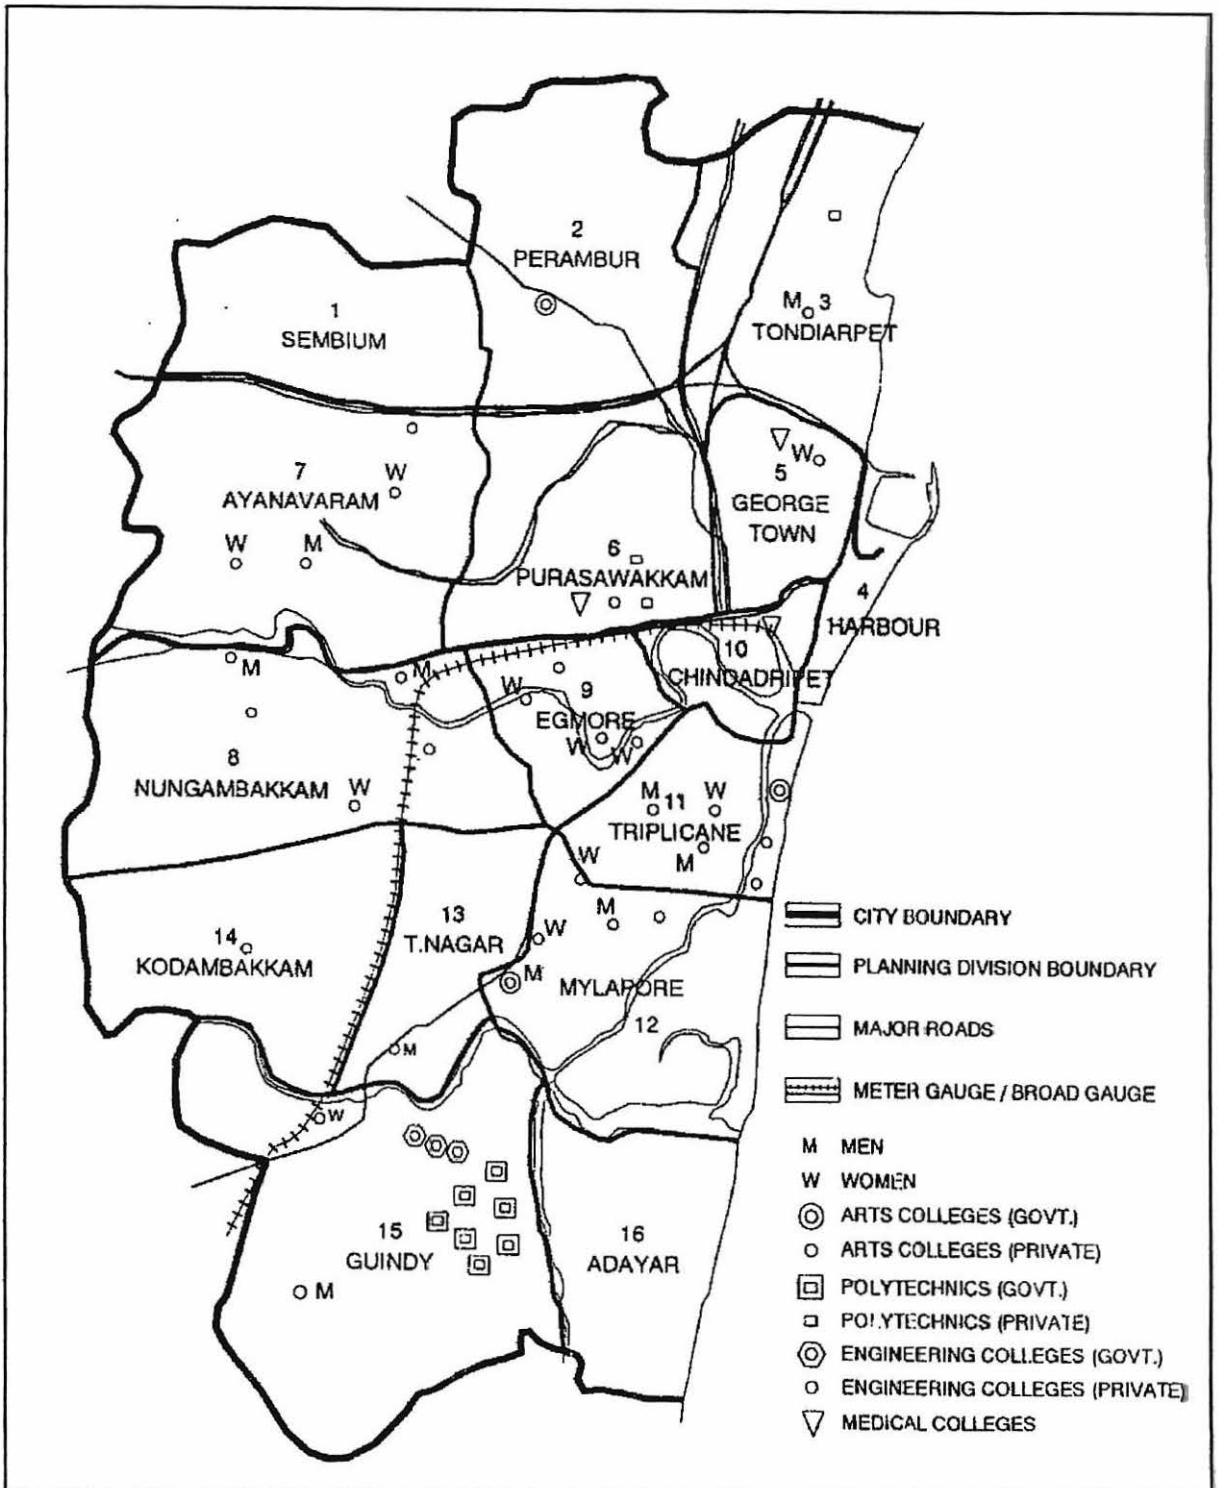 2
PERAMBUR
1
SEMBIUM
M 3
TONDIARPET
7
AYANAVARAM
W
W
M
W
5
GEORGE
TOWN
6
PURASAWAKKAM
4
HARBOUR
10
CHINDADRIPET
M
M
W
9
EGMORE
W
W
8
NUNGAMBAKKAM
W
M
11
W
TRIPLICANE
M
W
M
W
13
T.NAGAR
14
KODAMBAKKAM
M
MYLAPORE
12
M
W
15
GUINDY
M
16
ADAYAR
CITY BOUNDARY
PLANNING DIVISION BOUNDARY
MAJOR ROADS
METER GAUGE / BROAD GAUGE
M MEN
W WOMEN
ARTS COLLEGES (GOVT.)
ARTS COLLEGES (PRIVATE)
POLYTECHNICS (GOVT.)
POLYTECHNICS (PRIVATE)
ENGINEERING COLLEGES (GOVT.)
ENGINEERING COLLEGES (PRIVATE)
MEDICAL COLLEGES